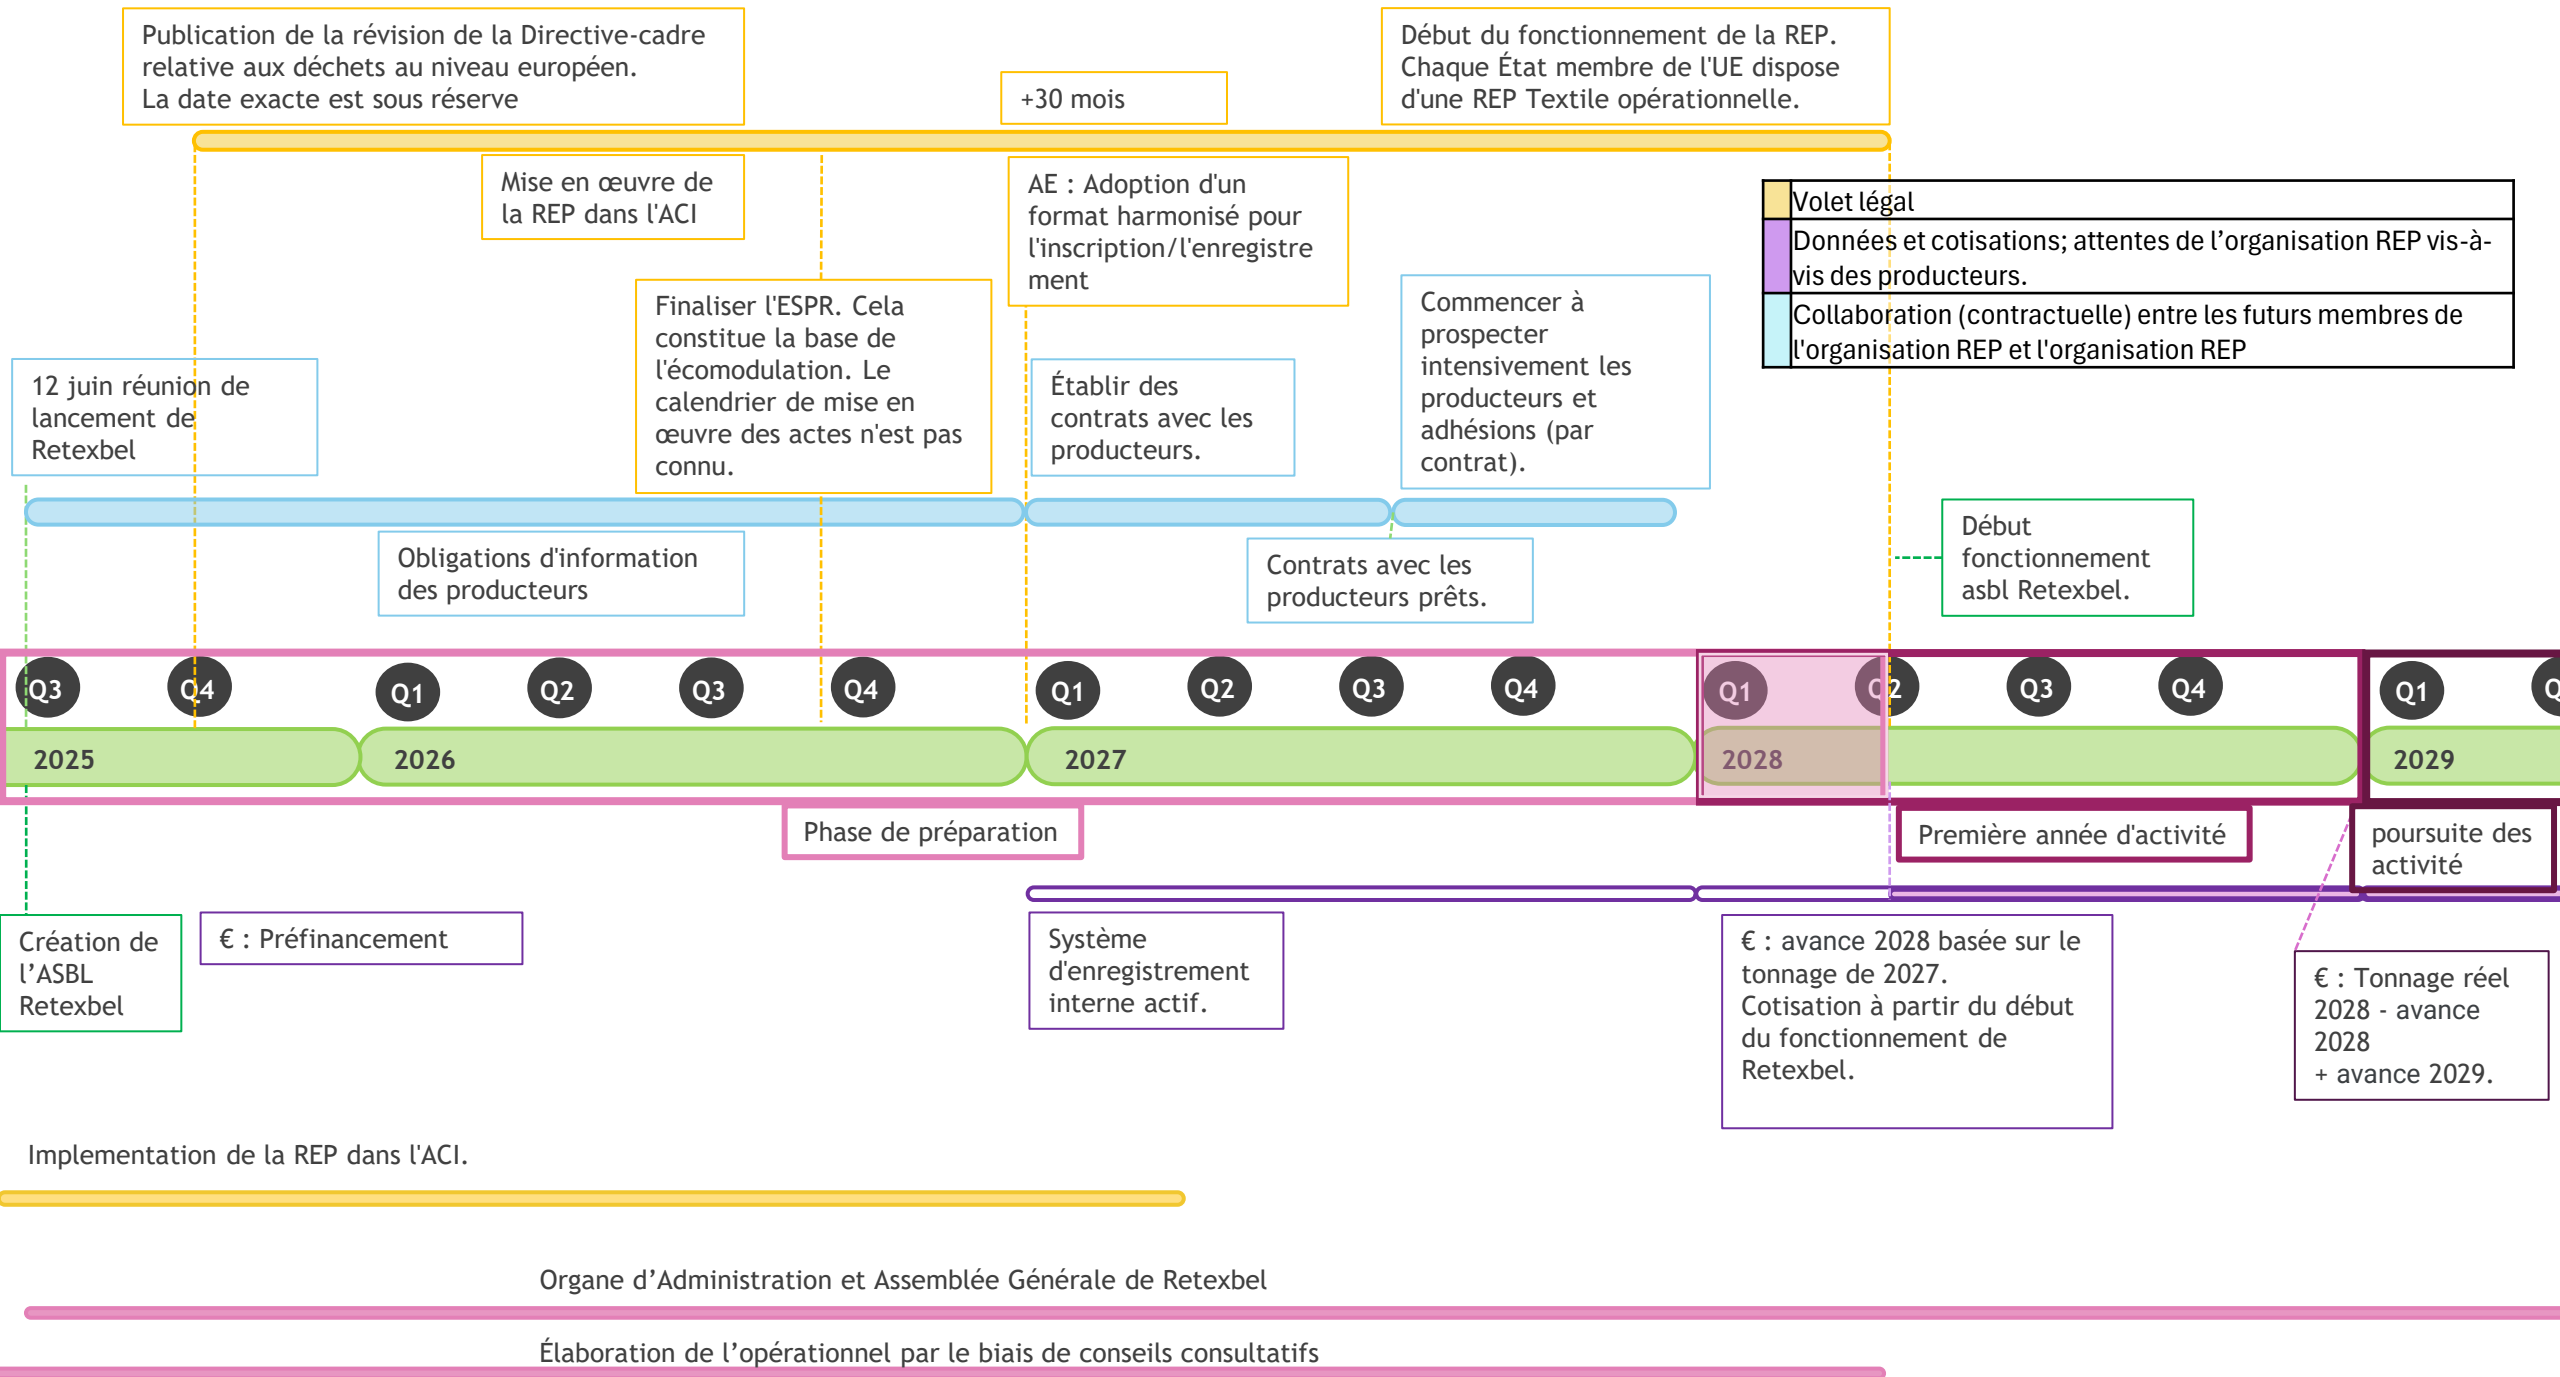 Publication de la révision de la Directive-cadre
relative aux déchets au niveau européen.
La date exacte est sous réserve
+30 mois
Début du fonctionnement de la REP.
Chaque État membre de l'UE dispose
d'une REP Textile opérationnelle.
Mise en œuvre de
la REP dans l'ACI
AE : Adoption d'un
format harmonisé pour
l'inscription/l'enregistre
ment
Volet légal
Données et cotisations; attentes de l’organisation REP vis-à-
vis des producteurs.
Collaboration (contractuelle) entre les futurs membres de
l'organisation REP et l'organisation REP
Finaliser l'ESPR. Cela
constitue la base de
l'écomodulation. Le
calendrier de mise en
œuvre des actes n'est pas
connu.
Commencer à
prospecter
intensivement les
producteurs et
adhésions (par
contrat).
12 juin réunion de
lancement de
Retexbel
Établir des
contrats avec les
producteurs.
Obligations d'information
des producteurs
Contrats avec les
producteurs prêts.
Début
fonctionnement
asbl Retexbel.
Q3 Q4 Q1 Q2 Q3 Q4 Q1 Q2 Q3 Q4 Q1 Q2 Q3 Q4 Q1
2025 2026 2027 2028 2029
Phase de préparation
Première année d'activité
poursuite des
activité
Création de
l’ASBL
Retexbel
€ : Préfinancement
Système
d'enregistrement
interne actif.
€ : avance 2028 basée sur le
tonnage de 2027.
Cotisation à partir du début
du fonctionnement de
Retexbel.
€ : Tonnage réel
2028 - avance
2028
+ avance 2029.
Implementation de la REP dans l'ACI.
Organe d’Administration et Assemblée Générale de Retexbel
Élaboration de l’opérationnel par le biais de conseils consultatifs